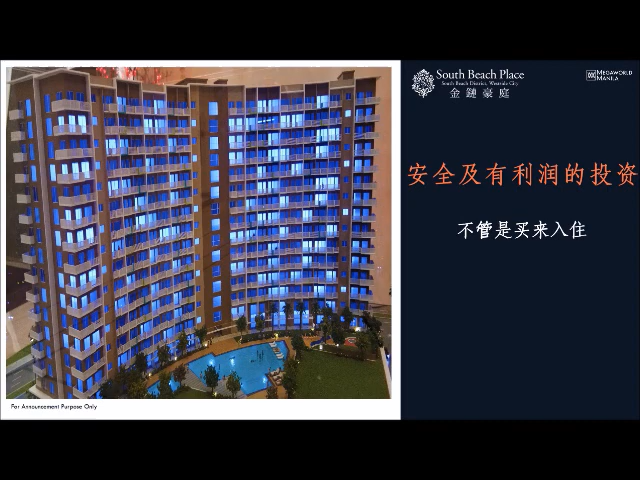 South Beach Place
South Beach District, Westside City
金鏈豪庭
MEGAWORLD
MANILA
安全及有利润的投资
不管是买来入住
For Announcement Purpose Only